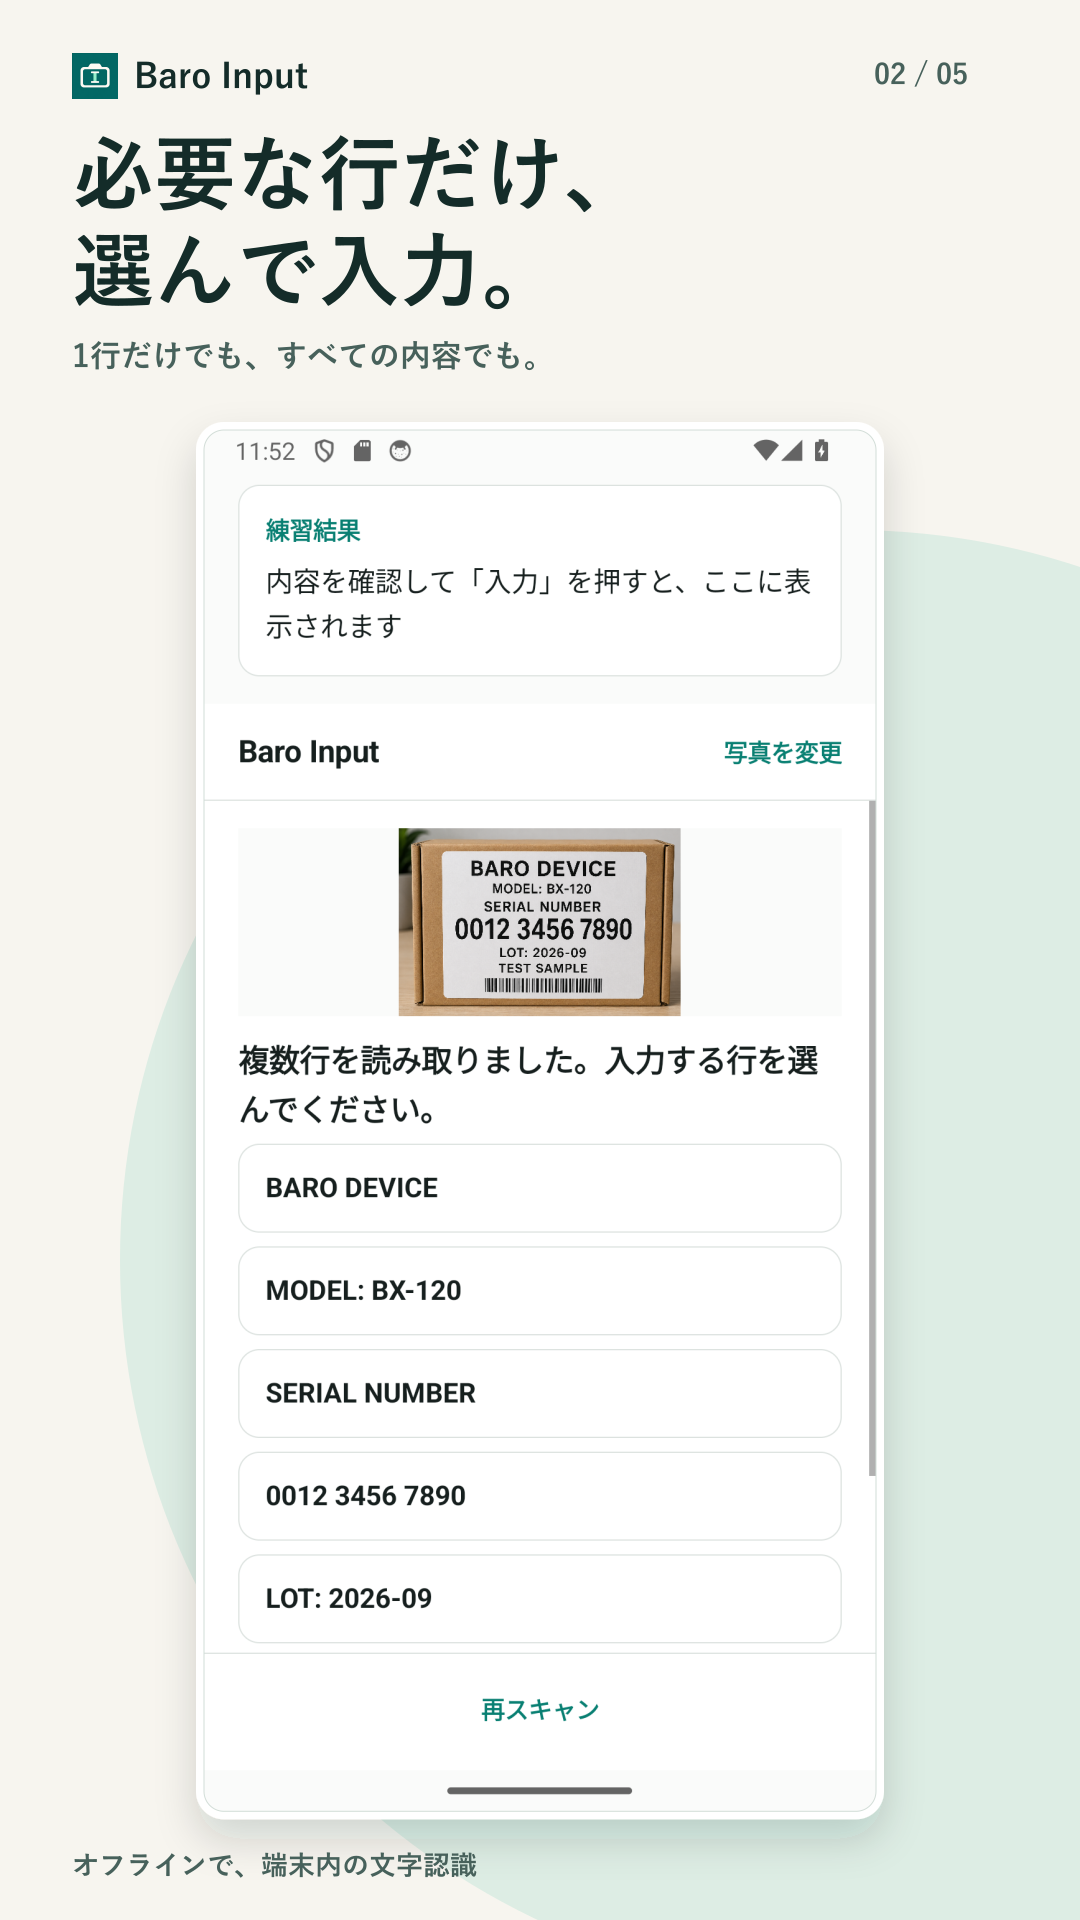 Baro Input
02 / 05
必要な行だけ、
選んで入力。
1行だけでも、すべての内容でも。
11:52
練習結果
内容を確認して「入力」を押すと、ここに表
示されます
Baro Input
写真を変更
BARO DEVICE
MODEL: BX-120
SERIAL NUMBER
0012 3456 7890
LOT: 2026-09
TEST SAMPLE
複数行を読み取りました。入力する行を選
んでください。
BARO DEVICE
MODEL: BX-120
SERIAL NUMBER
0012 3456 7890
LOT: 2026-09
再スキャン
オフラインで、端末内の文字認識